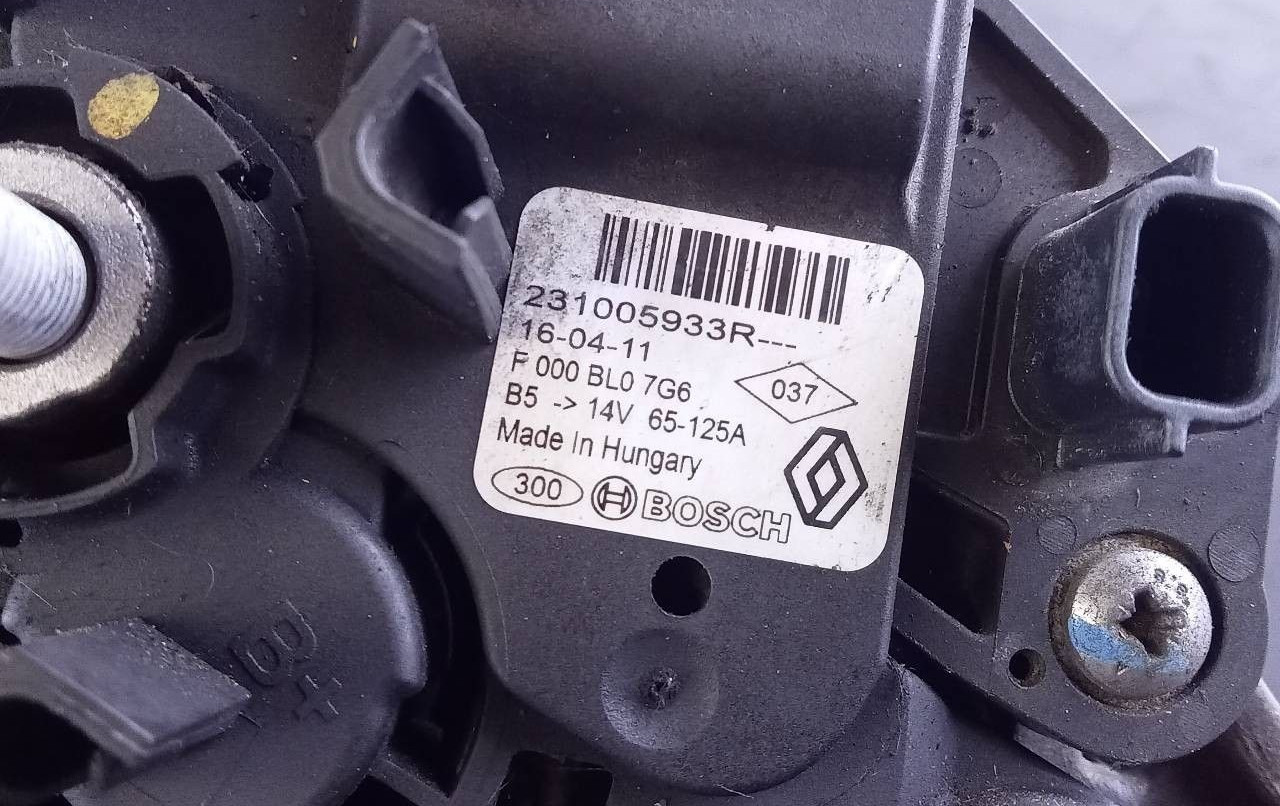 231005933R---
16-04-11
F 000 BL0 7G6
037
B5 -> 14V 65-125A
Made In Hungary
300
BOSCH
B+